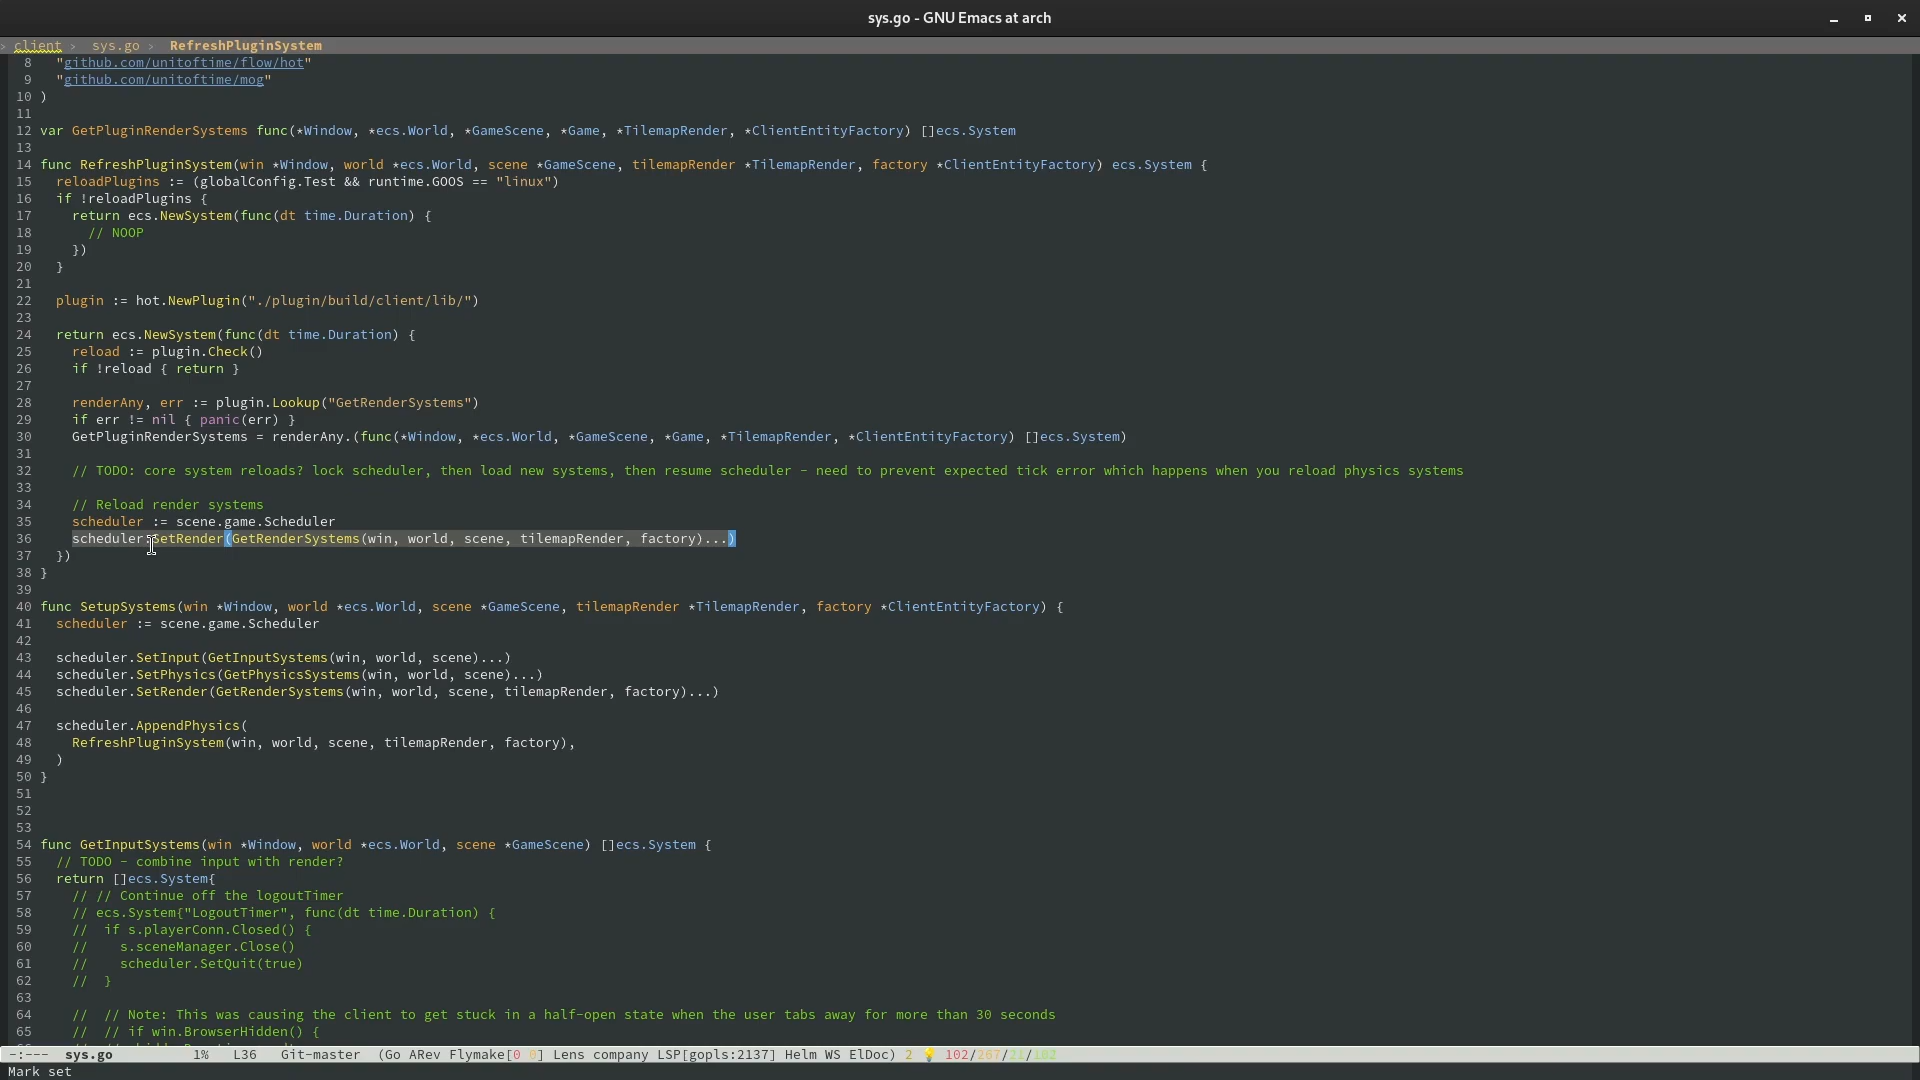 sys.go - GNU Emacs at arch
client › sys.go › RefreshPluginSystem
8 "github.com/unitoftime/flow/hot"
9 "github.com/unitoftime/mog"
10 )
11
12 var GetPluginRenderSystems func(*Window, *ecs.World, *GameScene, *Game, *TilemapRender, *ClientEntityFactory) []ecs.System
13
14 func RefreshPluginSystem(win *Window, world *ecs.World, scene *GameScene, tilemapRender *TilemapRender, factory *ClientEntityFactory) ecs.System {
15 reloadPlugins := (globalConfig.Test && runtime.GOOS == "linux")
16 if !reloadPlugins {
17 return ecs.NewSystem(func(dt time.Duration) {
18 // NOOP
19 })
20 }
21
22 plugin := hot.NewPlugin("./plugin/build/client/lib/")
23
24 return ecs.NewSystem(func(dt time.Duration) {
25 reload := plugin.Check()
26 if !reload { return }
27
28 renderAny, err := plugin.Lookup("GetRenderSystems")
29 if err != nil { panic(err) }
30 GetPluginRenderSystems = renderAny.(func(*Window, *ecs.World, *GameScene, *Game, *TilemapRender, *ClientEntityFactory) []ecs.System)
31
32 // TODO: core system reloads? lock scheduler, then load new systems, then resume scheduler - need to prevent expected tick error which happens when you reload physics systems
33
34 // Reload render systems
35 scheduler := scene.game.Scheduler
36 scheduler.SetRender(GetRenderSystems(win, world, scene, tilemapRender, factory)...)
37 })
38 }
39
40 func SetupSystems(win *Window, world *ecs.World, scene *GameScene, tilemapRender *TilemapRender, factory *ClientEntityFactory) {
41 scheduler := scene.game.Scheduler
42
43 scheduler.SetInput(GetInputSystems(win, world, scene)...)
44 scheduler.SetPhysics(GetPhysicsSystems(win, world, scene)...)
45 scheduler.SetRender(GetRenderSystems(win, world, scene, tilemapRender, factory)...)
46
47 scheduler.AppendPhysics(
48 RefreshPluginSystem(win, world, scene, tilemapRender, factory),
49 )
50 }
51
52
53
54 func GetInputSystems(win *Window, world *ecs.World, scene *GameScene) []ecs.System {
55 // TODO - combine input with render?
56 return []ecs.System{
57 // // Continue off the logoutTimer
58 // ecs.System{"LogoutTimer", func(dt time.Duration) {
59 // if s.playerConn.Closed() {
60 // s.sceneManager.Close()
61 // scheduler.SetQuit(true)
62 // }
63
64 // // Note: This was causing the client to get stuck in a half-open state when the user tabs away for more than 30 seconds
65 // // if win.BrowserHidden() {
-:--- sys.go 1% L36 Git-master (Go ARev Flymake[0 0] Lens company LSP[gopls:2137] Helm WS ElDoc) 2 💡 102/267/
Mark set